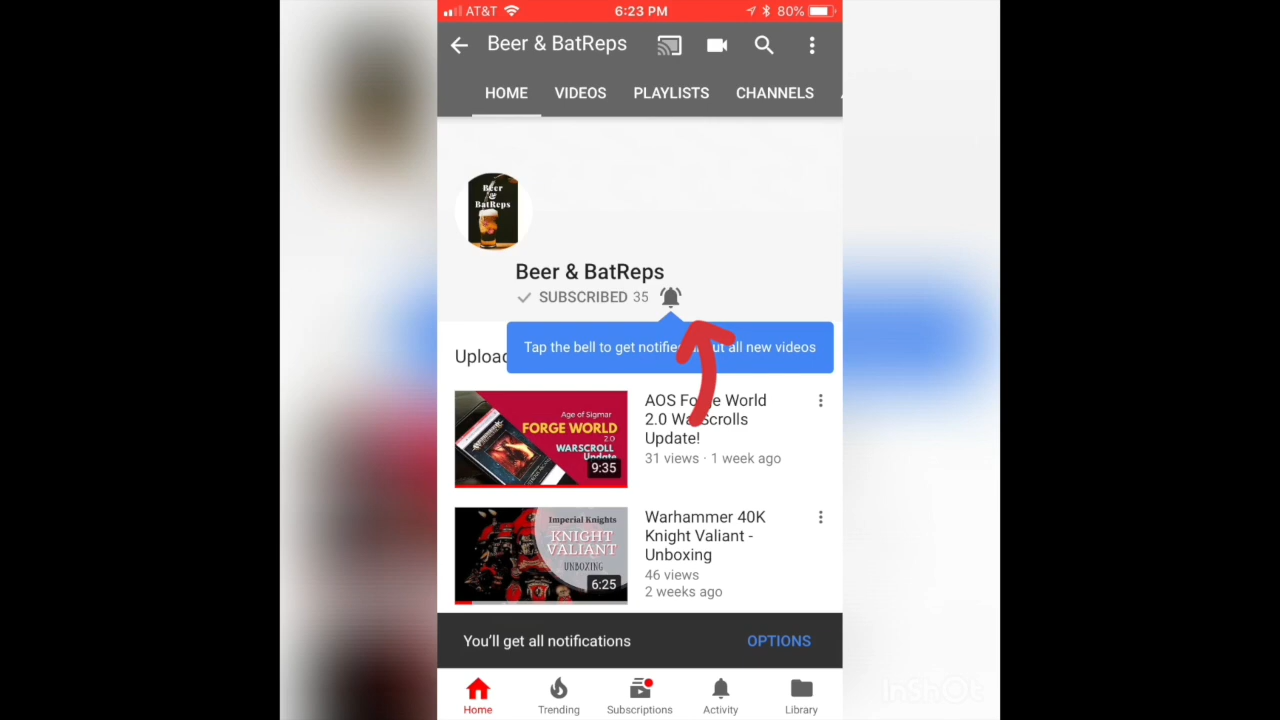 AT&T 6:23 PM 80%
Beer & BatReps
HOME VIDEOS PLAYLISTS CHANNELS
Beer
&
BatReps
Beer & BatReps
SUBSCRIBED 35
Tap the bell to get notifie ut all new videos
Uploa
Age of Sigmar
FORGE WORLD
2.0
WARSCROLL
Update
9:35
AOS Fo ge World
2.0 Wa Scrolls
Update!
31 views · 1 week ago
Imperial Knights
KNIGHT
VALIANT
UNBOXING
6:25
Warhammer 40K
Knight Valiant -
Unboxing
46 views
2 weeks ago
You'll get all notifications OPTIONS
Home Trending Subscriptions Activity Library
InShOt